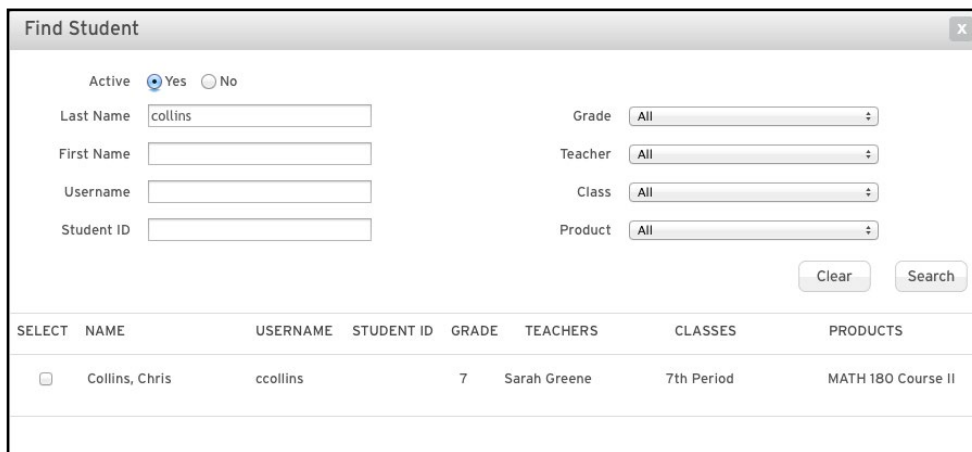 Find Student
x
Active Yes No
Last Name collins Grade All
First Name Teacher All
Username Class All
Student ID Product All
Clear Search
SELECT NAME USERNAME STUDENT ID GRADE TEACHERS CLASSES PRODUCTS
Collins, Chris ccollins 7 Sarah Greene 7th Period MATH 180 Course II